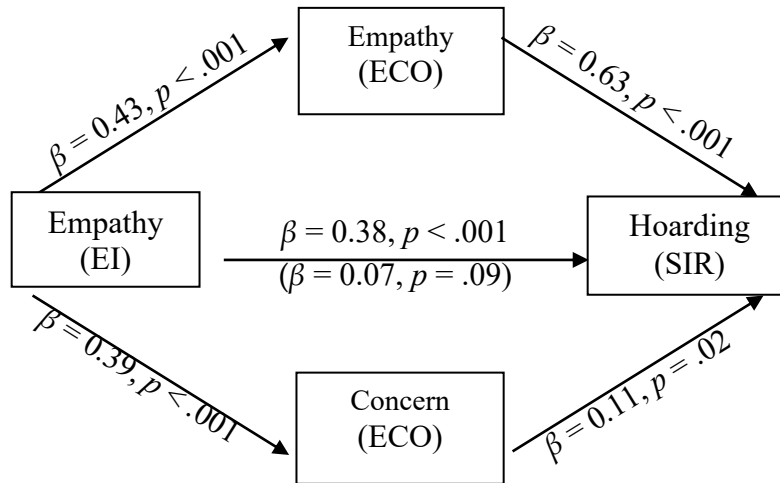 Empathy
(ECO)
β = 0.43, p < .001
β = 0.63, p < .001
Empathy
(EI)
β = 0.38, p < .001
(β = 0.07, p = .09)
Hoarding
(SIR)
β = 0.39, p < .001
Concern
(ECO)
β = 0.11, p = .02